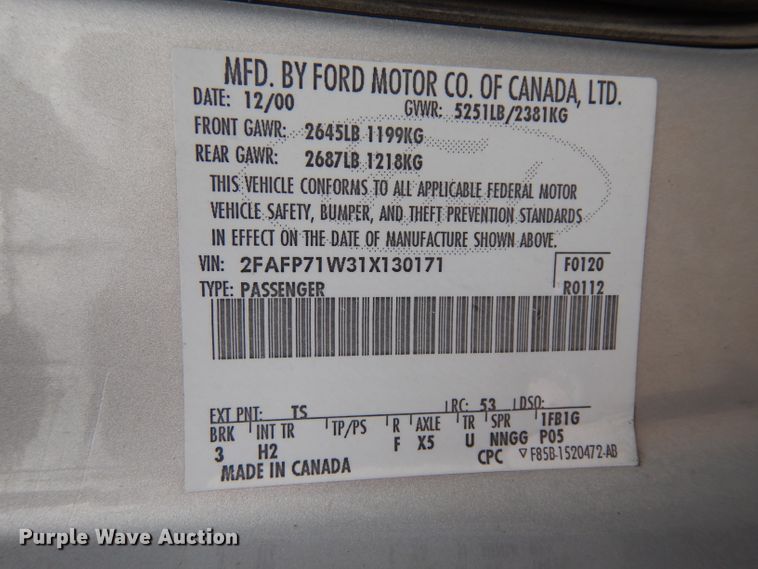 MFD. BY FORD MOTOR CO. OF CANADA, LTD.
DATE: 12/00 GVWR: 5251LB/2381KG
FRONT GAWR: 2645LB 1199KG
REAR GAWR: 2687LB 1218KG
THIS VEHICLE CONFORMS TO ALL APPLICABLE FEDERAL MOTOR
VEHICLE SAFETY, BUMPER, AND THEFT PREVENTION STANDARDS
IN EFFECT ON THE DATE OF MANUFACTURE SHOWN ABOVE.
VIN: 2FAFP71W31X130171 F0120
TYPE: PASSENGER R0112
EXT PNT: TS RC: 53 DSO:
BRK INT TR TP/PS R AXLE TR SPR 1FB1G
3 H2 F X5 U NNGG P05
MADE IN CANADA CPC ▽F85B-1520472-AB
Purple Wave Auction